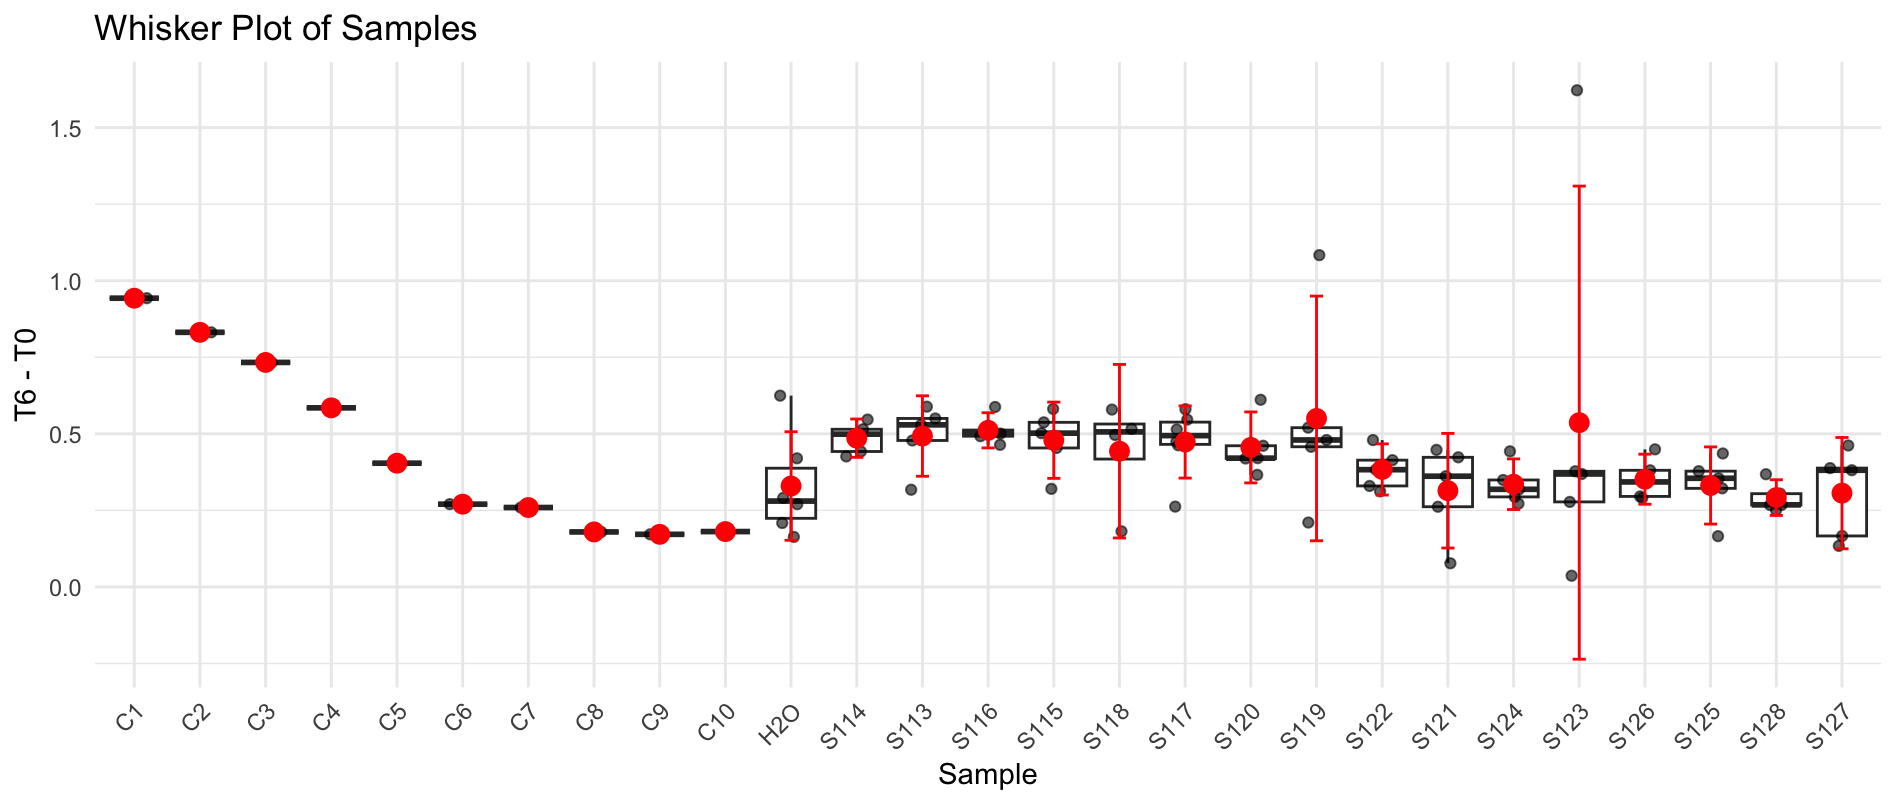 Whisker Plot of Samples
T6 - T0
1.5
1.0
0.5
0.0
C1 C2 C3 C4 C5 C6 C7 C8 C9 C10 H2O S114 S113 S116 S115 S118 S117 S120 S119 S122 S121 S124 S123 S126 S125 S128 S127
Sample